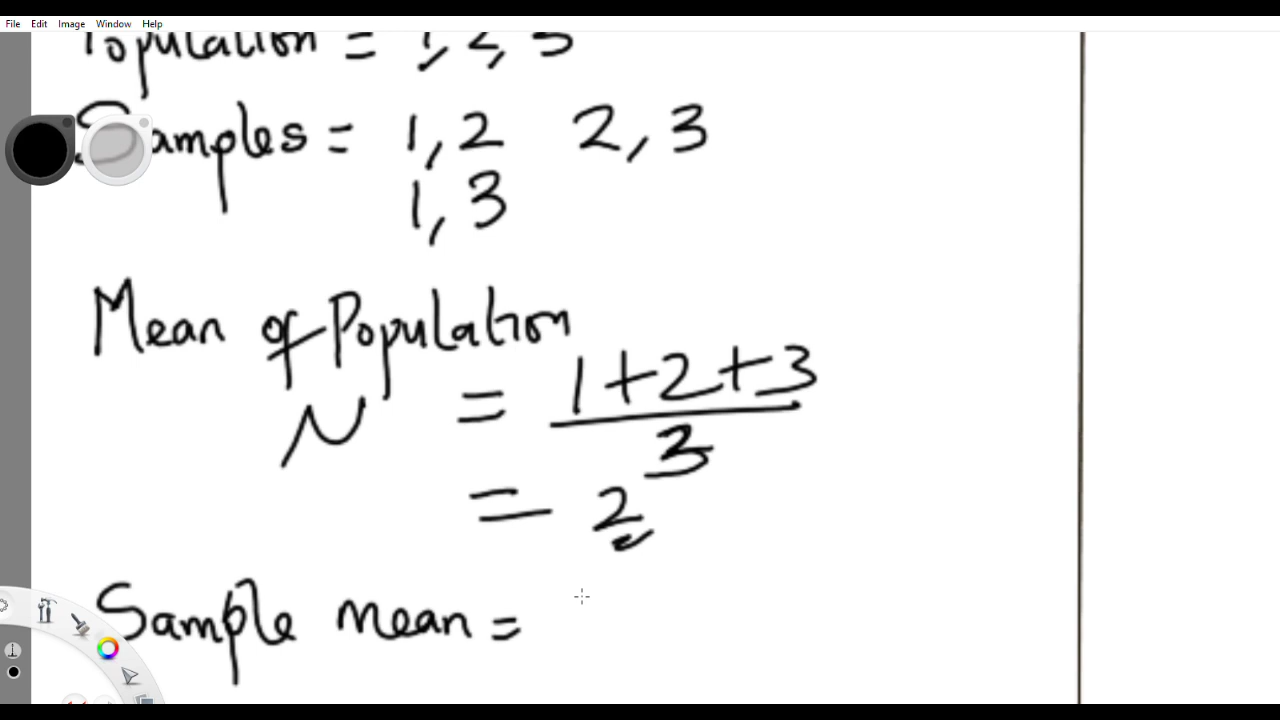 File Edit Image Window Help
Population = 1, 2, 3
Samples = 1, 2 2, 3
1, 3
Mean of Population
μ = 1+2+3
3
= 2
Sample mean =